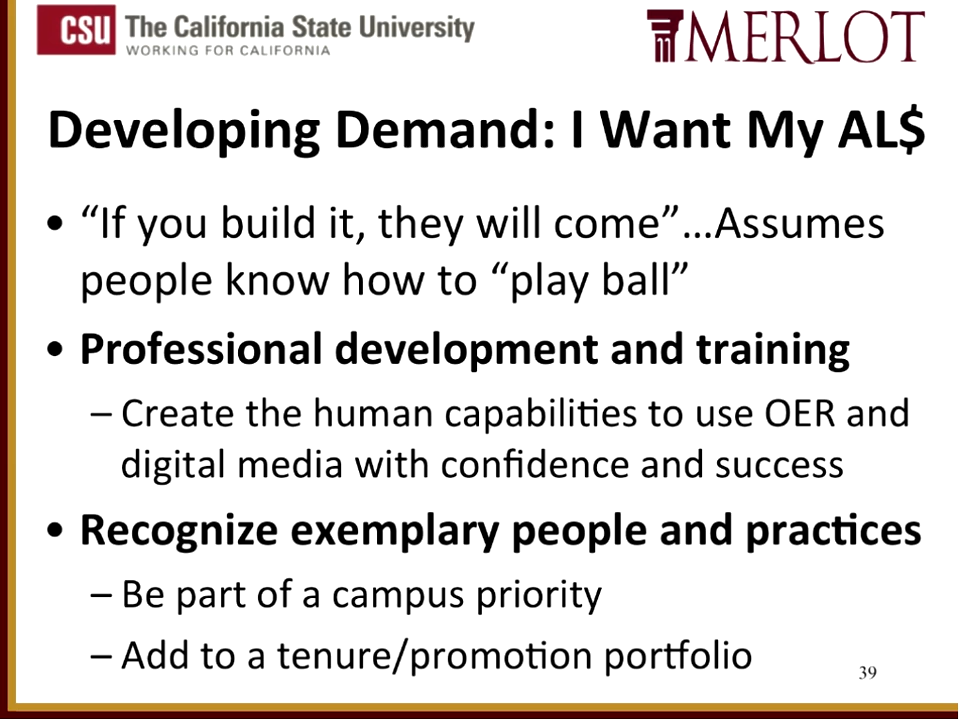 CSU The California State University
WORKING FOR CALIFORNIA
MERLOT
Developing Demand: I Want My AL$
• “If you build it, they will come”…Assumes
people know how to “play ball”
• Professional development and training
– Create the human capabilities to use OER and
digital media with confidence and success
• Recognize exemplary people and practices
– Be part of a campus priority
– Add to a tenure/promotion portfolio
39